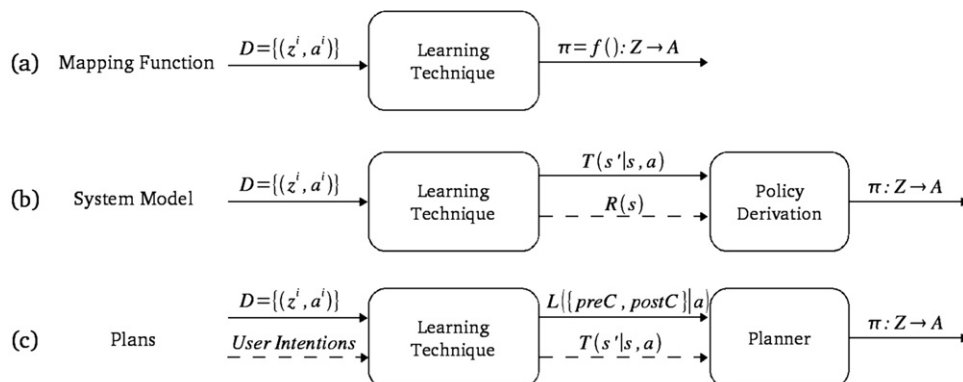 (a) Mapping Function D={(z^i, a^i)} Learning Technique π=f(): Z→A
(b) System Model D={(z^i, a^i)} Learning Technique T(s'|s,a) R(s) Policy Derivation π: Z→A
(c) Plans D={(z^i, a^i)} User Intentions Learning Technique L({preC, postC}|a) T(s'|s,a) Planner π: Z→A